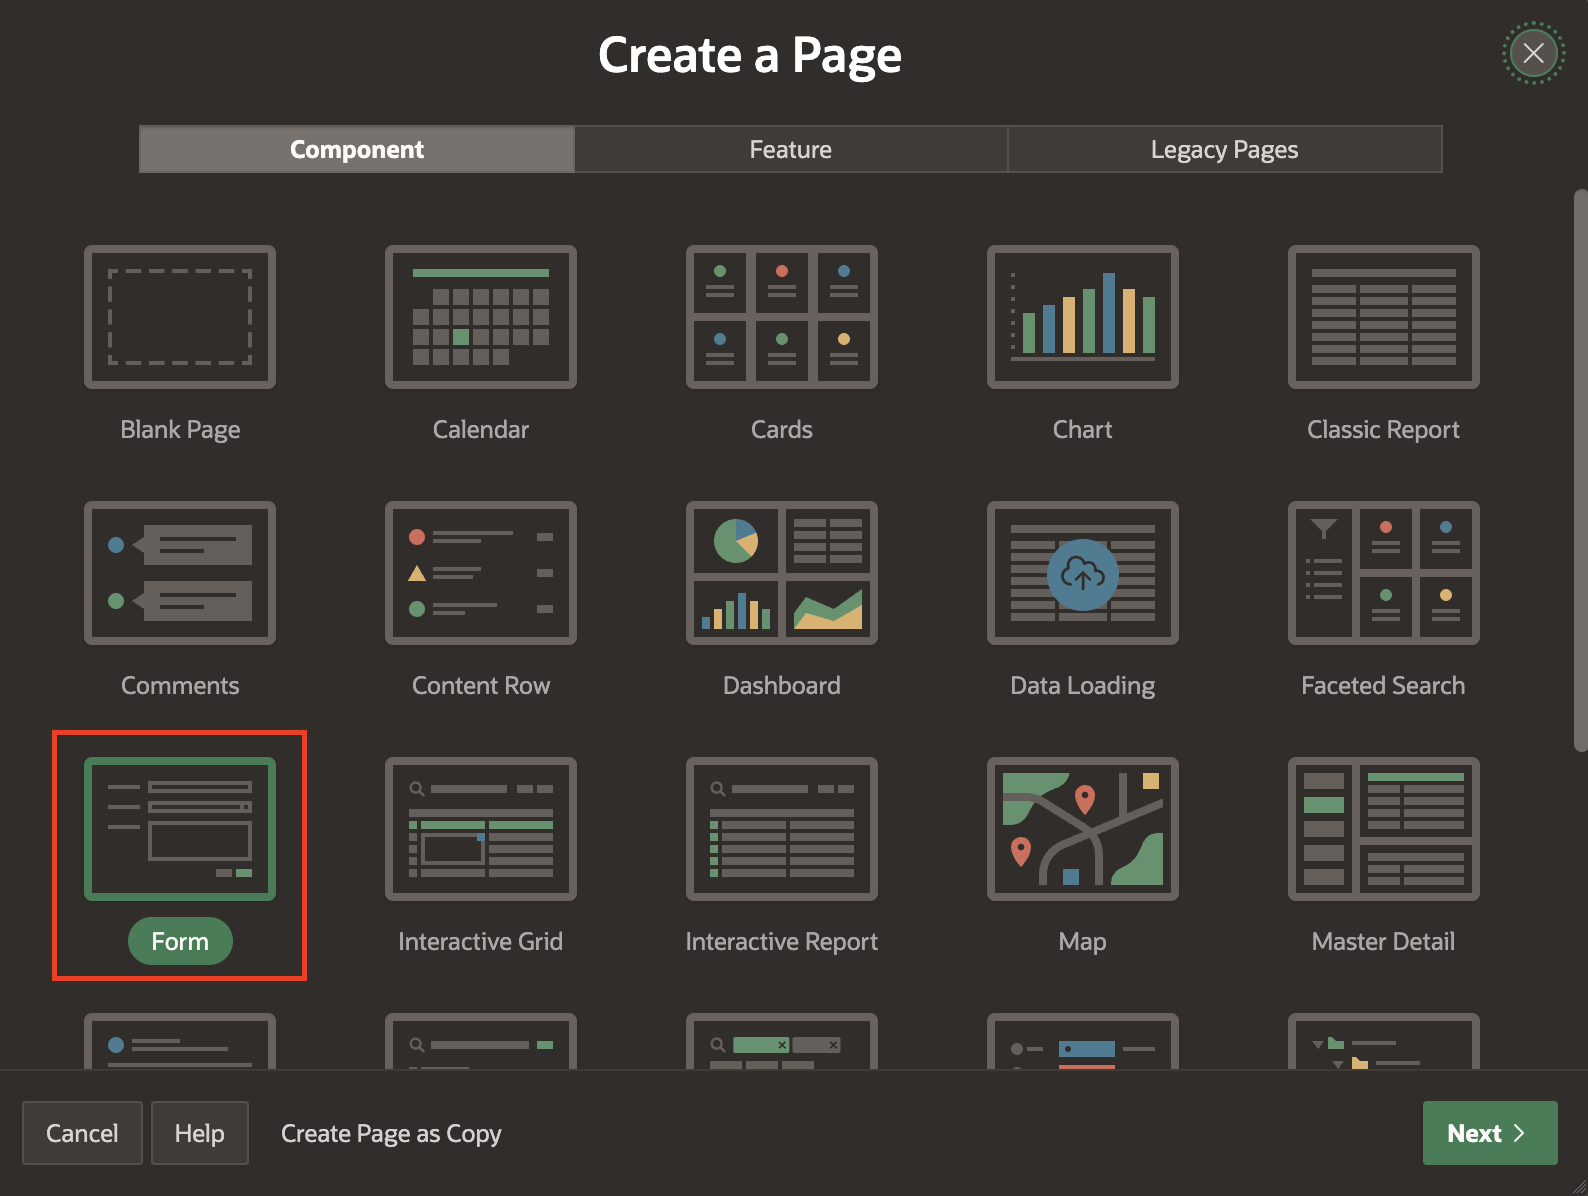 Create a Page
Component
Feature
Legacy Pages
Blank Page
Calendar
Cards
Chart
Classic Report
Comments
Content Row
Dashboard
Data Loading
Faceted Search
Form
Interactive Grid
Interactive Report
Map
Master Detail
Cancel
Help
Create Page as Copy
Next